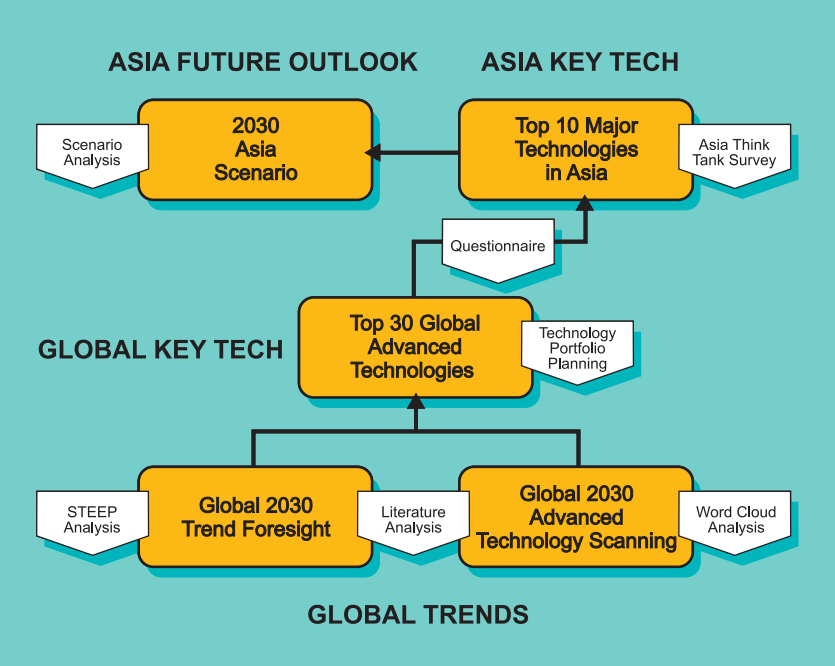 ASIA FUTURE OUTLOOK
ASIA KEY TECH
Scenario
Analysis
2030
Asia
Scenario
Top 10 Major
Technologies
in Asia
Asia Think
Tank Survey
Questionnaire
GLOBAL KEY TECH
Top 30 Global
Advanced
Technologies
Technology
Portfolio
Planning
STEEP
Analysis
Global 2030
Trend Foresight
Literature
Analysis
Global 2030
Advanced
Technology Scanning
Word Cloud
Analysis
GLOBAL TRENDS